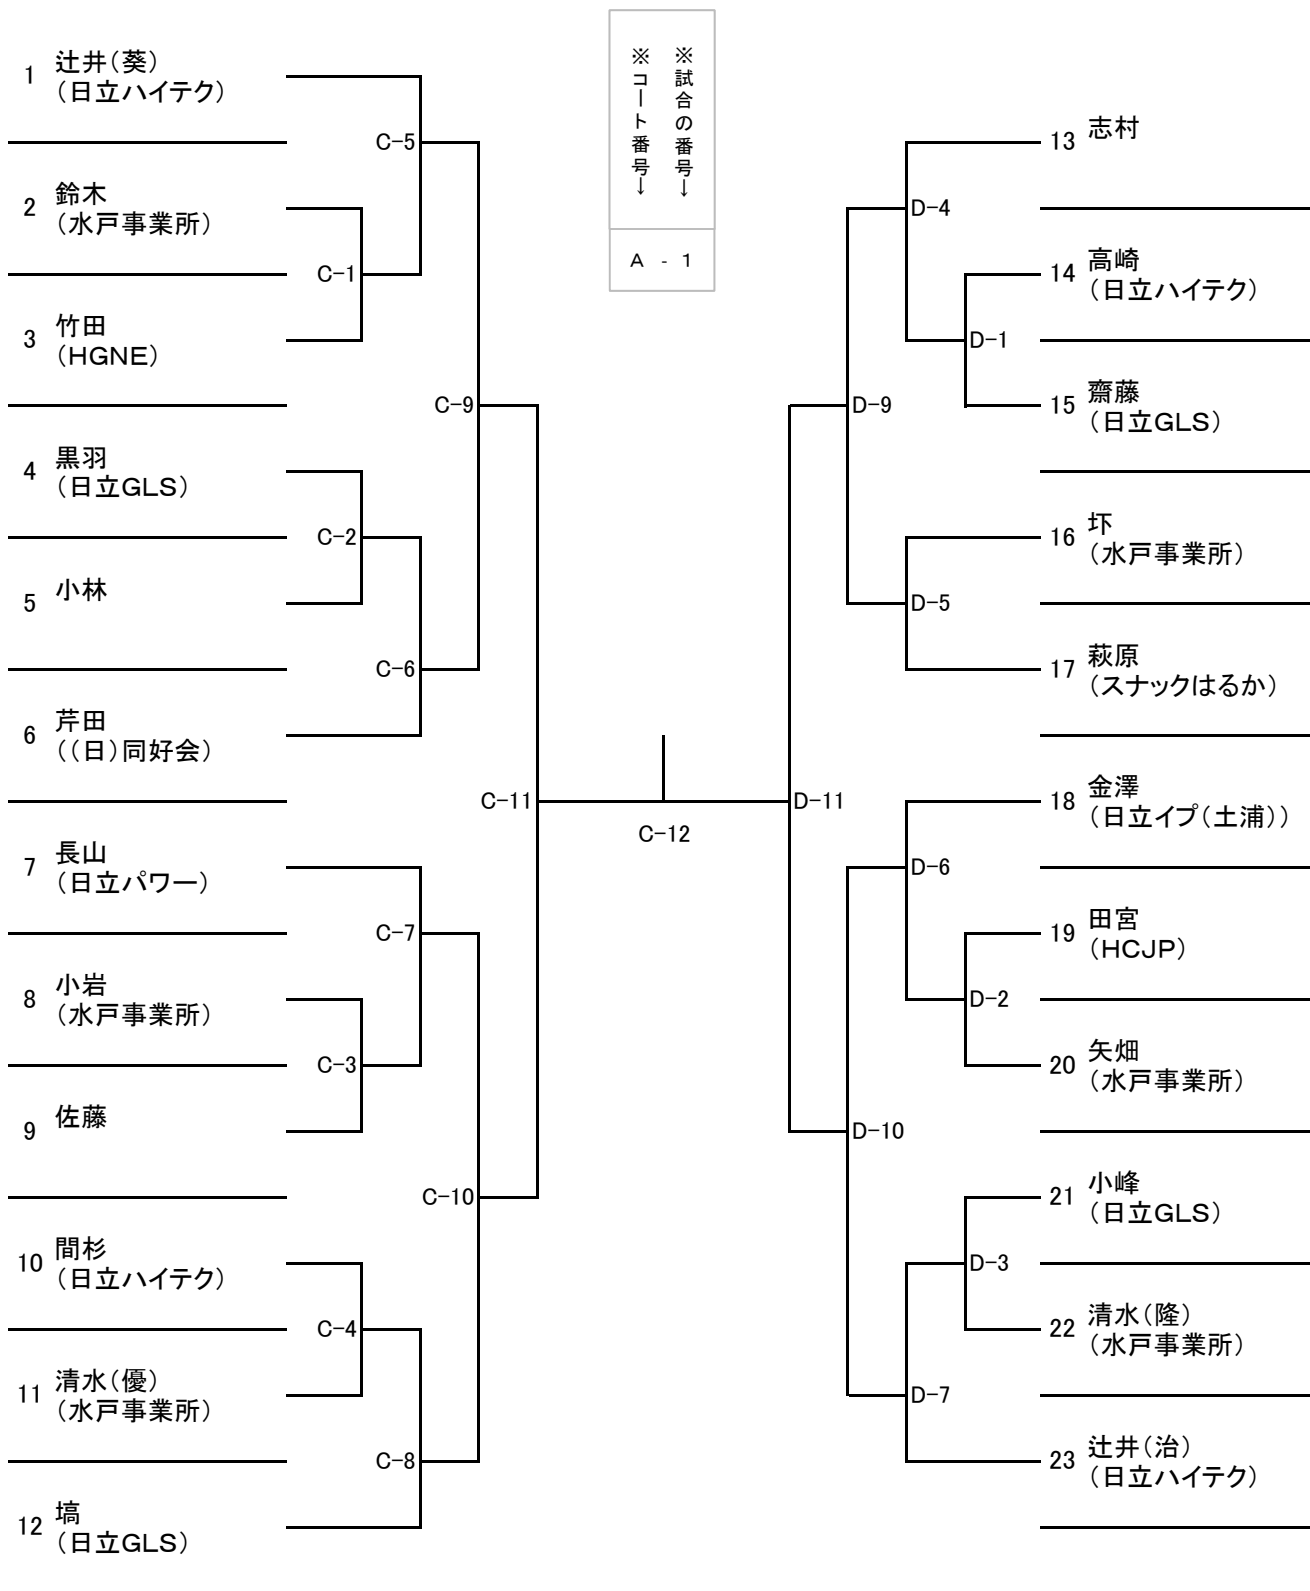 ※試合の番号→
※コート番号→
A - 1
1 辻井(葵)
(日立ハイテク)
C-5
2 鈴木
(水戸事業所)
C-1
3 竹田
(HGNE)
C-9
4 黒羽
(日立GLS)
C-2
5 小林
C-6
6 芹田
((日)同好会)
C-11
7 長山
(日立パワー)
C-7
8 小岩
(水戸事業所)
C-3
9 佐藤
C-10
10 間杉
(日立ハイテク)
C-4
11 清水(優)
(水戸事業所)
C-8
12 塙
(日立GLS)
C-12
13 志村
D-4
14 高崎
(日立ハイテク)
D-1
15 齋藤
(日立GLS)
D-9
16 圷
(水戸事業所)
D-5
17 萩原
(スナックはるか)
D-11
18 金澤
(日立イプ(土浦))
D-6
19 田宮
(HCJP)
D-2
20 矢畑
(水戸事業所)
D-10
21 小峰
(日立GLS)
D-3
22 清水(隆)
(水戸事業所)
D-7
23 辻井(治)
(日立ハイテク)